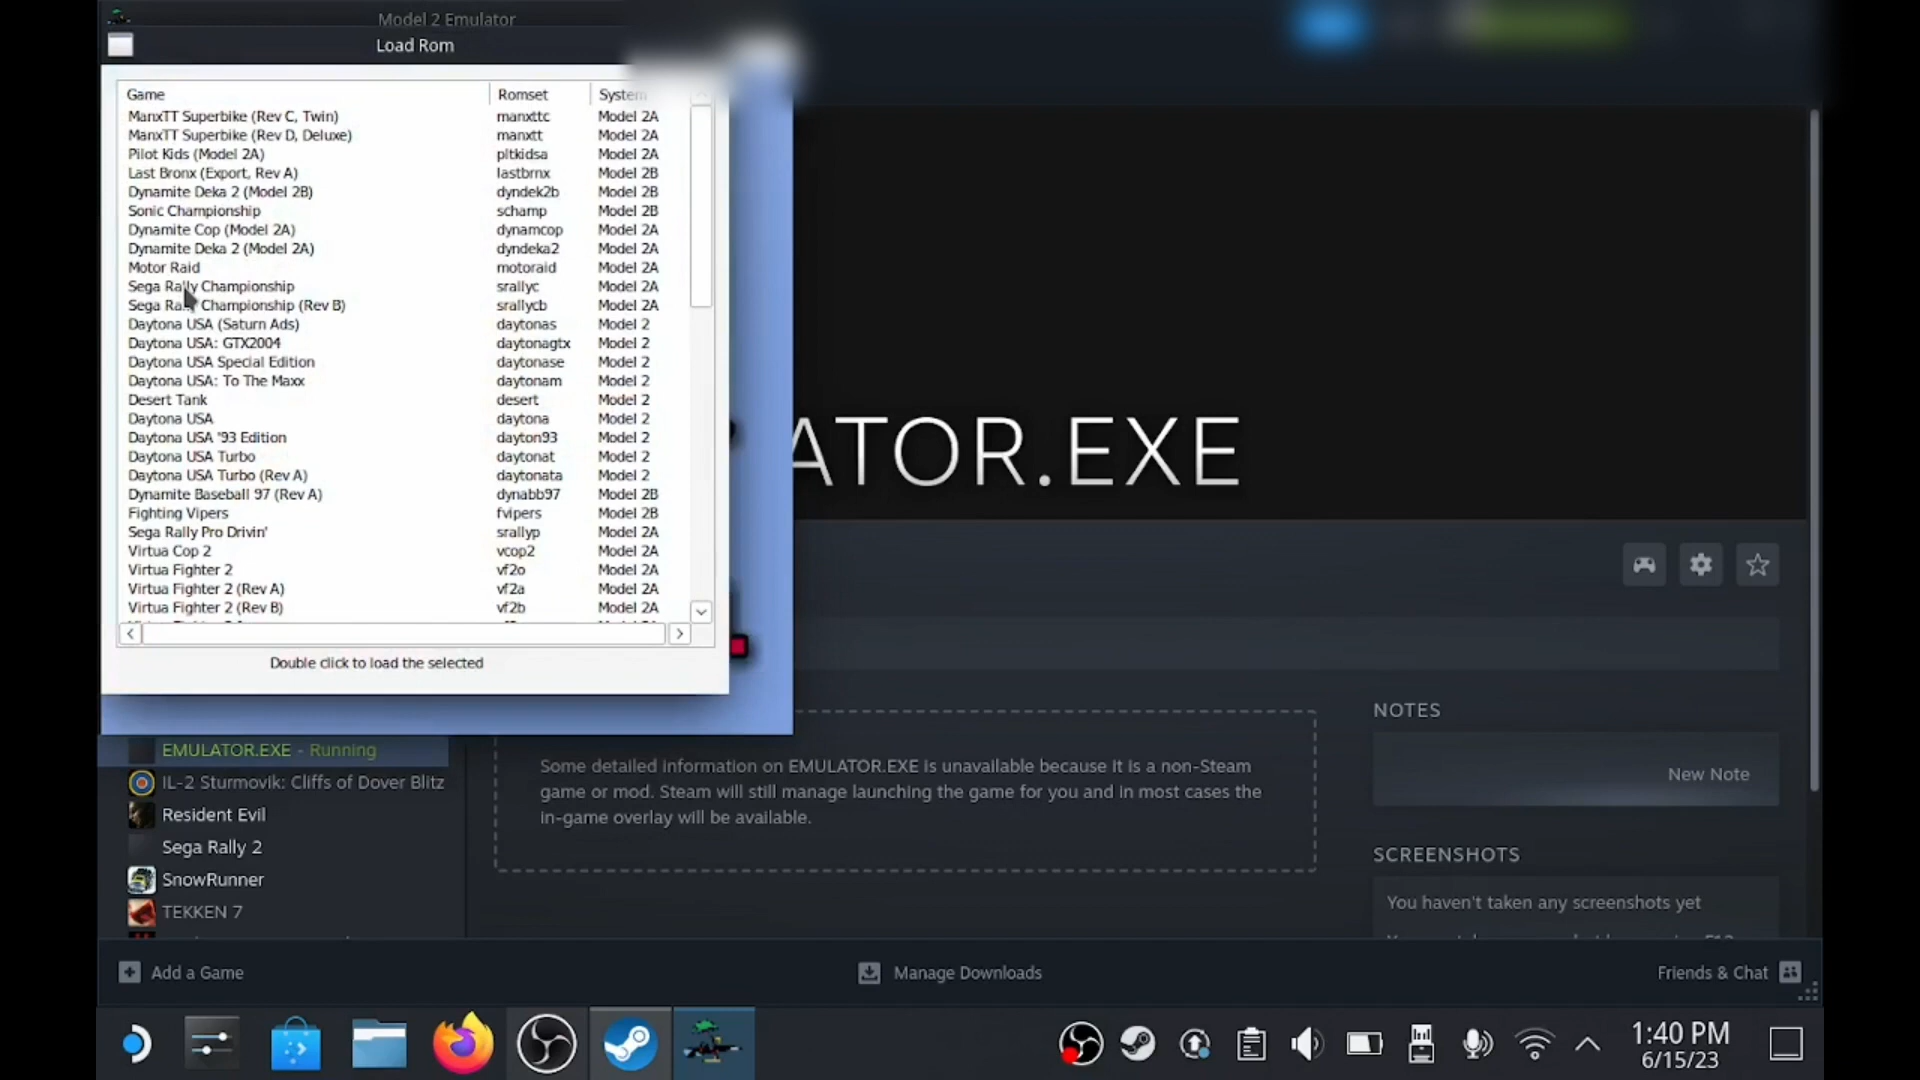 Model 2 Emulator
Load Rom
Game Romset System
ManxTT Superbike (Rev C, Twin) manxttc Model 2A
ManxTT Superbike (Rev D, Deluxe) manxtt Model 2A
Pilot Kids (Model 2A) pltkidsa Model 2A
Last Bronx (Export, Rev A) lastbrnx Model 2B
Dynamite Deka 2 (Model 2B) dyndek2b Model 2B
Sonic Championship schamp Model 2B
Dynamite Cop (Model 2A) dynamcop Model 2A
Dynamite Deka 2 (Model 2A) dyndeka2 Model 2A
Motor Raid motoraid Model 2A
Sega Rally Championship srallyc Model 2A
Sega Rally Championship (Rev B) srallycb Model 2A
Daytona USA (Saturn Ads) daytonas Model 2
Daytona USA: GTX2004 daytonagtx Model 2
Daytona USA Special Edition daytonase Model 2
Daytona USA: To The Maxx daytonam Model 2
Desert Tank desert Model 2
Daytona USA daytona Model 2
Daytona USA '93 Edition dayton93 Model 2
Daytona USA Turbo daytonat Model 2
Daytona USA Turbo (Rev A) daytonata Model 2
Dynamite Baseball 97 (Rev A) dynabb97 Model 2B
Fighting Vipers fvipers Model 2B
Sega Rally Pro Drivin' srallyp Model 2A
Virtua Cop 2 vcop2 Model 2A
Virtua Fighter 2 vf2o Model 2A
Virtua Fighter 2 (Rev A) vf2a Model 2A
Virtua Fighter 2 (Rev B) vf2b Model 2A
Double click to load the selected
ATOR.EXE
EMULATOR.EXE - Running
IL-2 Sturmovik: Cliffs of Dover Blitz
Resident Evil
Sega Rally 2
SnowRunner
TEKKEN 7
Some detailed information on EMULATOR.EXE is unavailable because it is a non-Steam
game or mod. Steam will still manage launching the game for you and in most cases the
in-game overlay will be available.
NOTES
New Note
SCREENSHOTS
You haven't taken any screenshots yet
Add a Game
Manage Downloads
Friends & Chat
1:40 PM
6/15/23